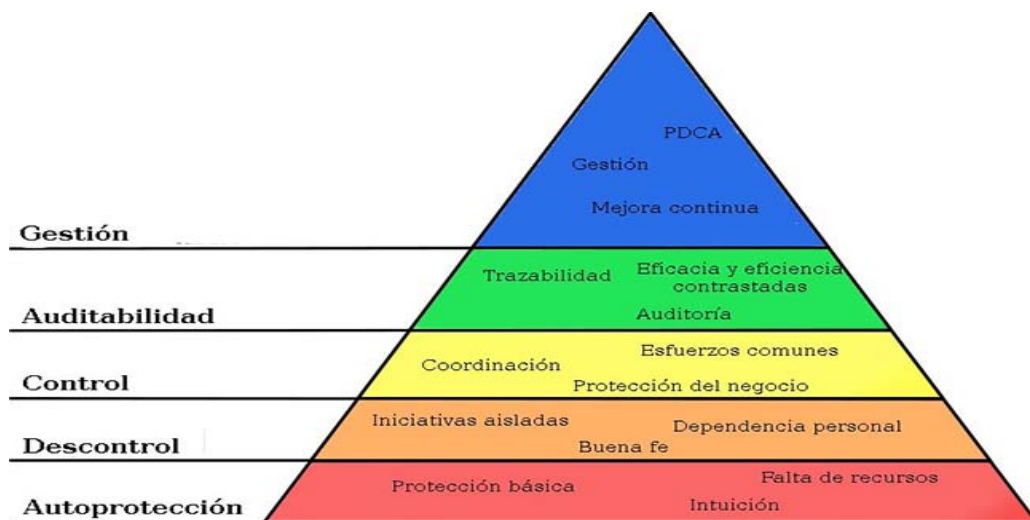 PDCA
Gestión
Mejora continua
Gestión
Trazabilidad
Eficacia y eficiencia
contrastadas
Auditoría
Auditabilidad
Esfuerzos comunes
Coordinación
Protección del negocio
Control
Iniciativas aisladas
Dependencia personal
Buena fe
Descontrol
Falta de recursos
Protección básica
Intuición
Autoprotección